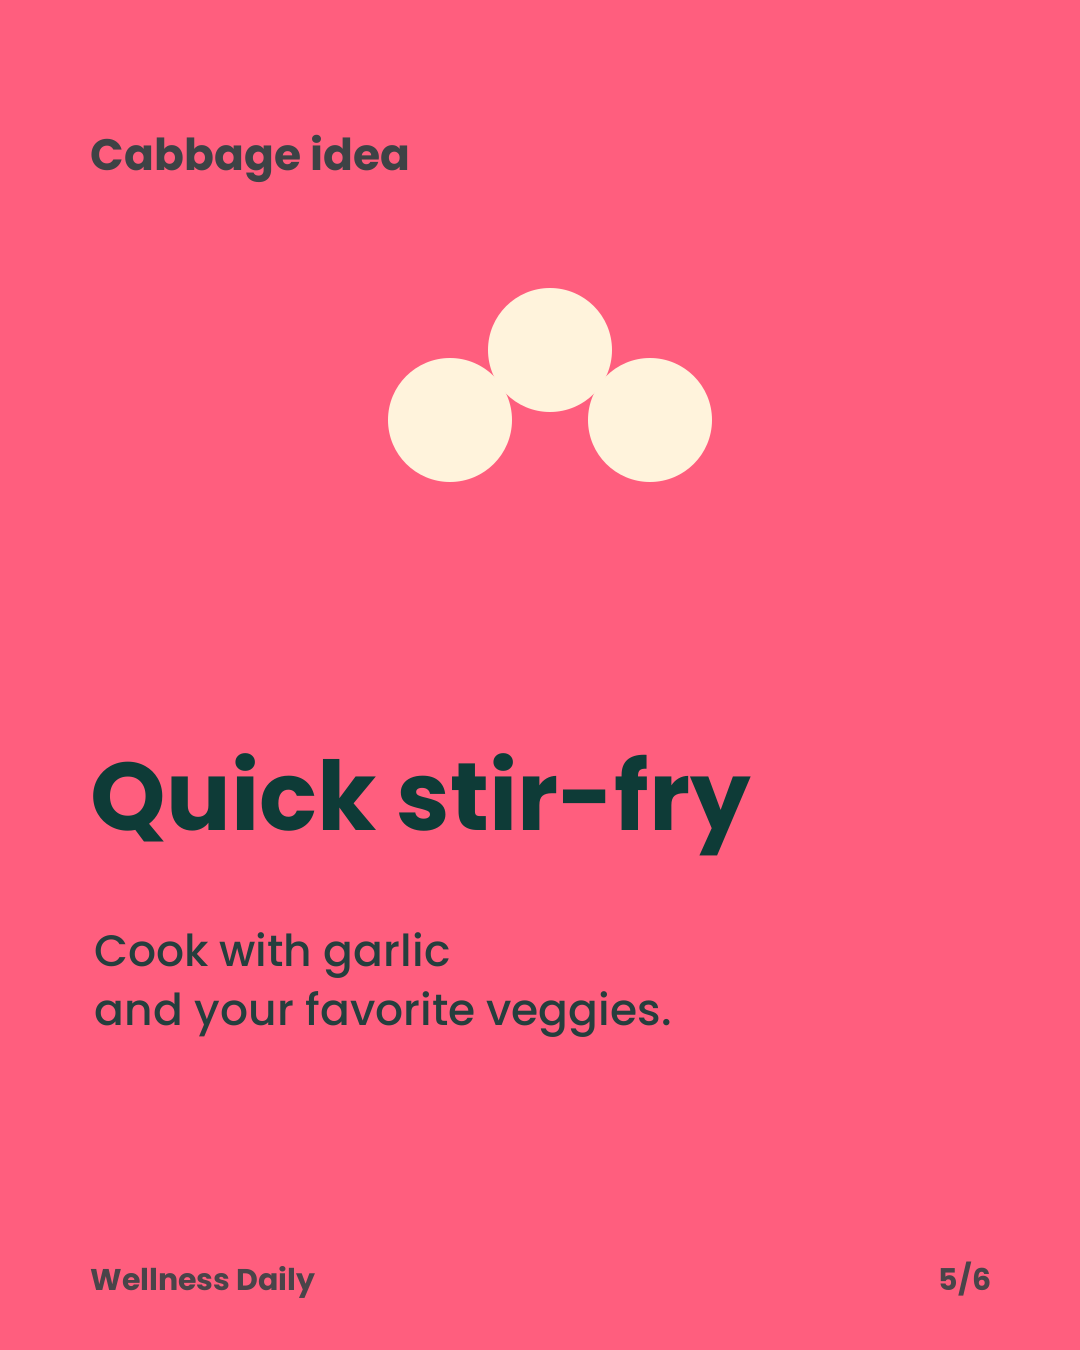 Cabbage idea
Quick stir-fry
Cook with garlic
and your favorite veggies.
Wellness Daily
5/6